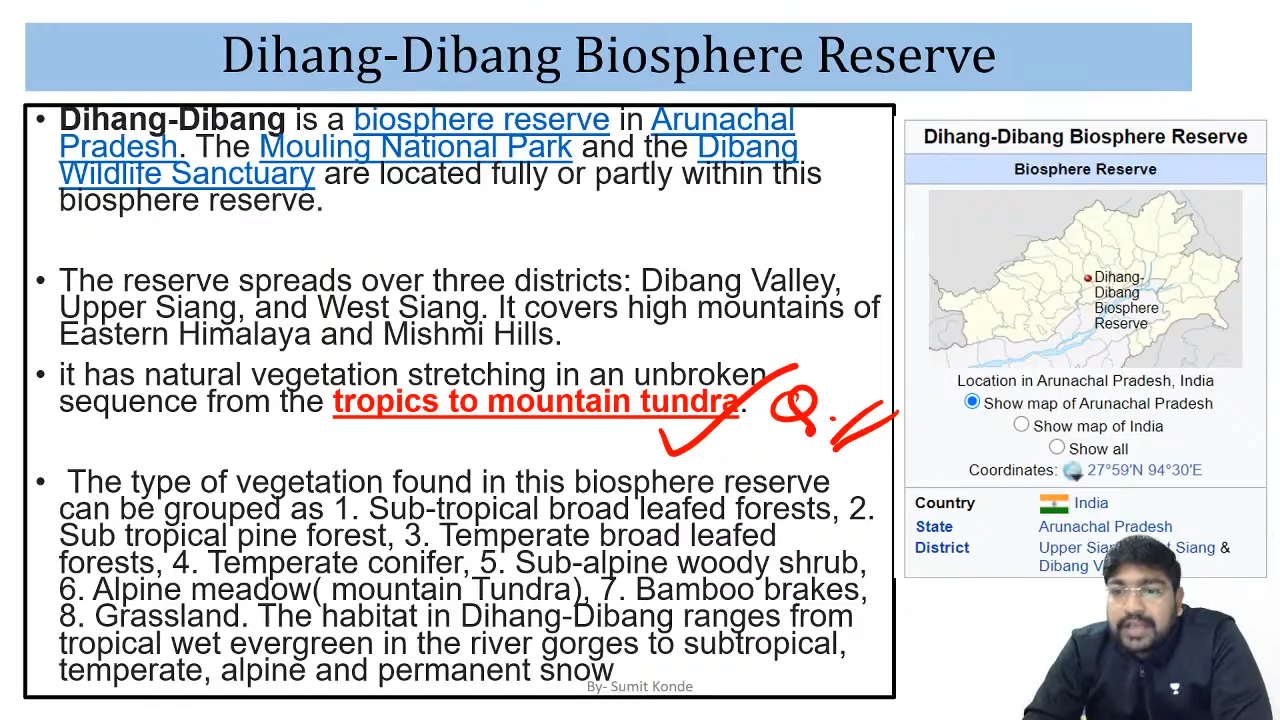 Dihang-Dibang Biosphere Reserve
• Dihang-Dibang is a biosphere reserve in Arunachal
Pradesh. The Mouling National Park and the Dibang
Wildlife Sanctuary are located fully or partly within this
biosphere reserve.
• The reserve spreads over three districts: Dibang Valley,
Upper Siang, and West Siang. It covers high mountains of
Eastern Himalaya and Mishmi Hills.
• it has natural vegetation stretching in an unbroken
sequence from the tropics to mountain tundra.
• The type of vegetation found in this biosphere reserve
can be grouped as 1. Sub-tropical broad leafed forests, 2.
Sub tropical pine forest, 3. Temperate broad leafed
forests, 4. Temperate conifer, 5. Sub-alpine woody shrub,
6. Alpine meadow( mountain Tundra), 7. Bamboo brakes,
8. Grassland. The habitat in Dihang-Dibang ranges from
tropical wet evergreen in the river gorges to subtropical,
temperate, alpine and permanent snow
By- Sumit Konde
Dihang-Dibang Biosphere Reserve
Biosphere Reserve
Dihang-
Dibang
Biosphere
Reserve
Location in Arunachal Pradesh, India
Show map of Arunachal Pradesh
Show map of India
Show all
Coordinates: 27°59′N 94°30′E
Country India
State Arunachal Pradesh
District Upper Siang &
Dibang